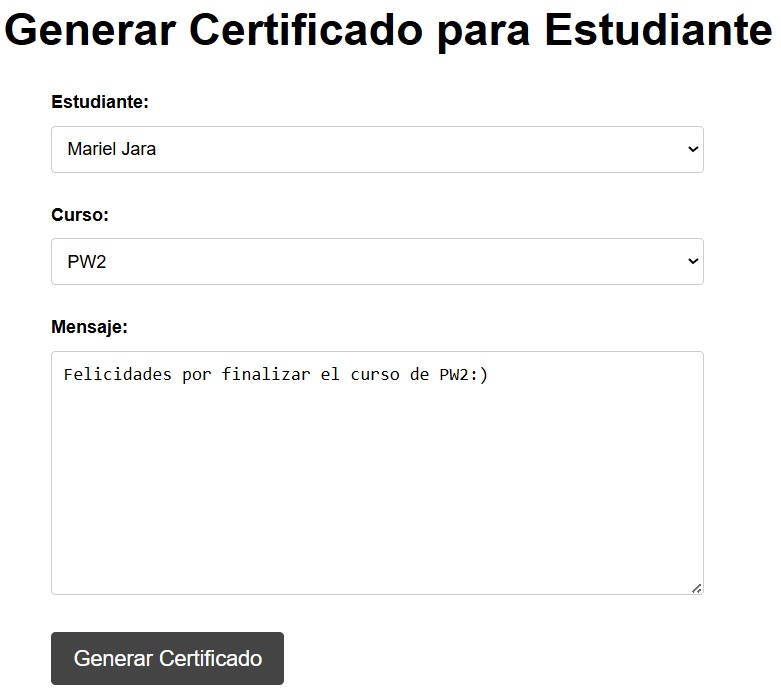 Generar Certificado para Estudiante
Estudiante:
Mariel Jara
Curso:
PW2
Mensaje:
Felicidades por finalizar el curso de PW2:)
Generar Certificado